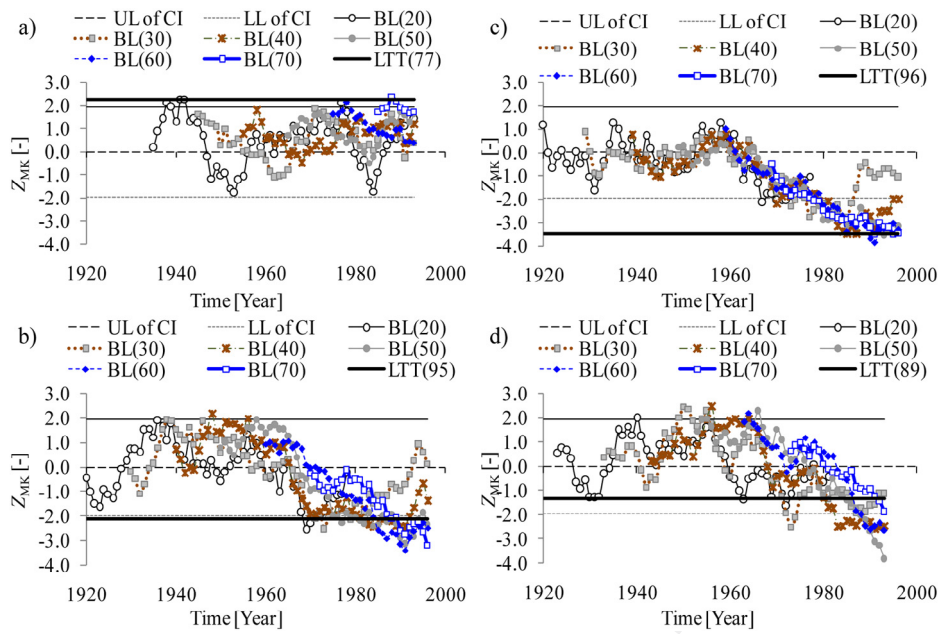 a)
UL of CI LL of CI BL(20)
BL(30) BL(40) BL(50)
BL(60) BL(70) LTT(77)
3.0
2.0
1.0
0.0
-1.0
-2.0
-3.0
-4.0
Z_MK [-]
1920 1940 1960 1980 2000
Time [Year]
c)
UL of CI LL of CI BL(20)
BL(30) BL(40) BL(50)
BL(60) BL(70) LTT(96)
3.0
2.0
1.0
0.0
-1.0
-2.0
-3.0
-4.0
Z_MK [-]
1920 1940 1960 1980 2000
Time [Year]
b)
UL of CI LL of CI BL(20)
BL(30) BL(40) BL(50)
BL(60) BL(70) LTT(95)
3.0
2.0
1.0
0.0
-1.0
-2.0
-3.0
-4.0
Z_MK [-]
1920 1940 1960 1980 2000
Time [Year]
d)
UL of CI LL of CI BL(20)
BL(30) BL(40) BL(50)
BL(60) BL(70) LTT(89)
3.0
2.0
1.0
0.0
-1.0
-2.0
-3.0
-4.0
Z_MK [-]
1920 1940 1960 1980 2000
Time [Year]